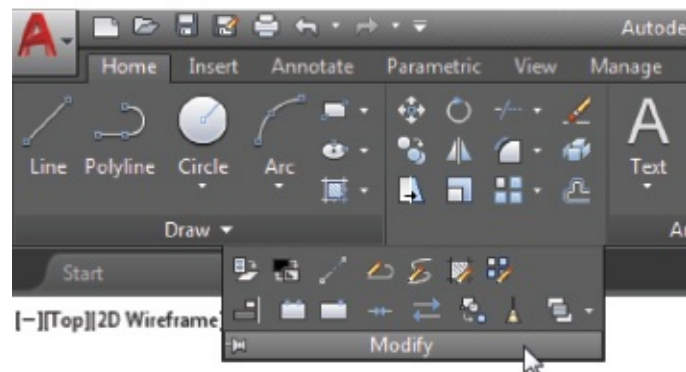 Autode
Home Insert Annotate Parametric View Manage
Line Polyline Circle Arc Text
Draw
Start
[−][Top][2D Wireframe]
Modify